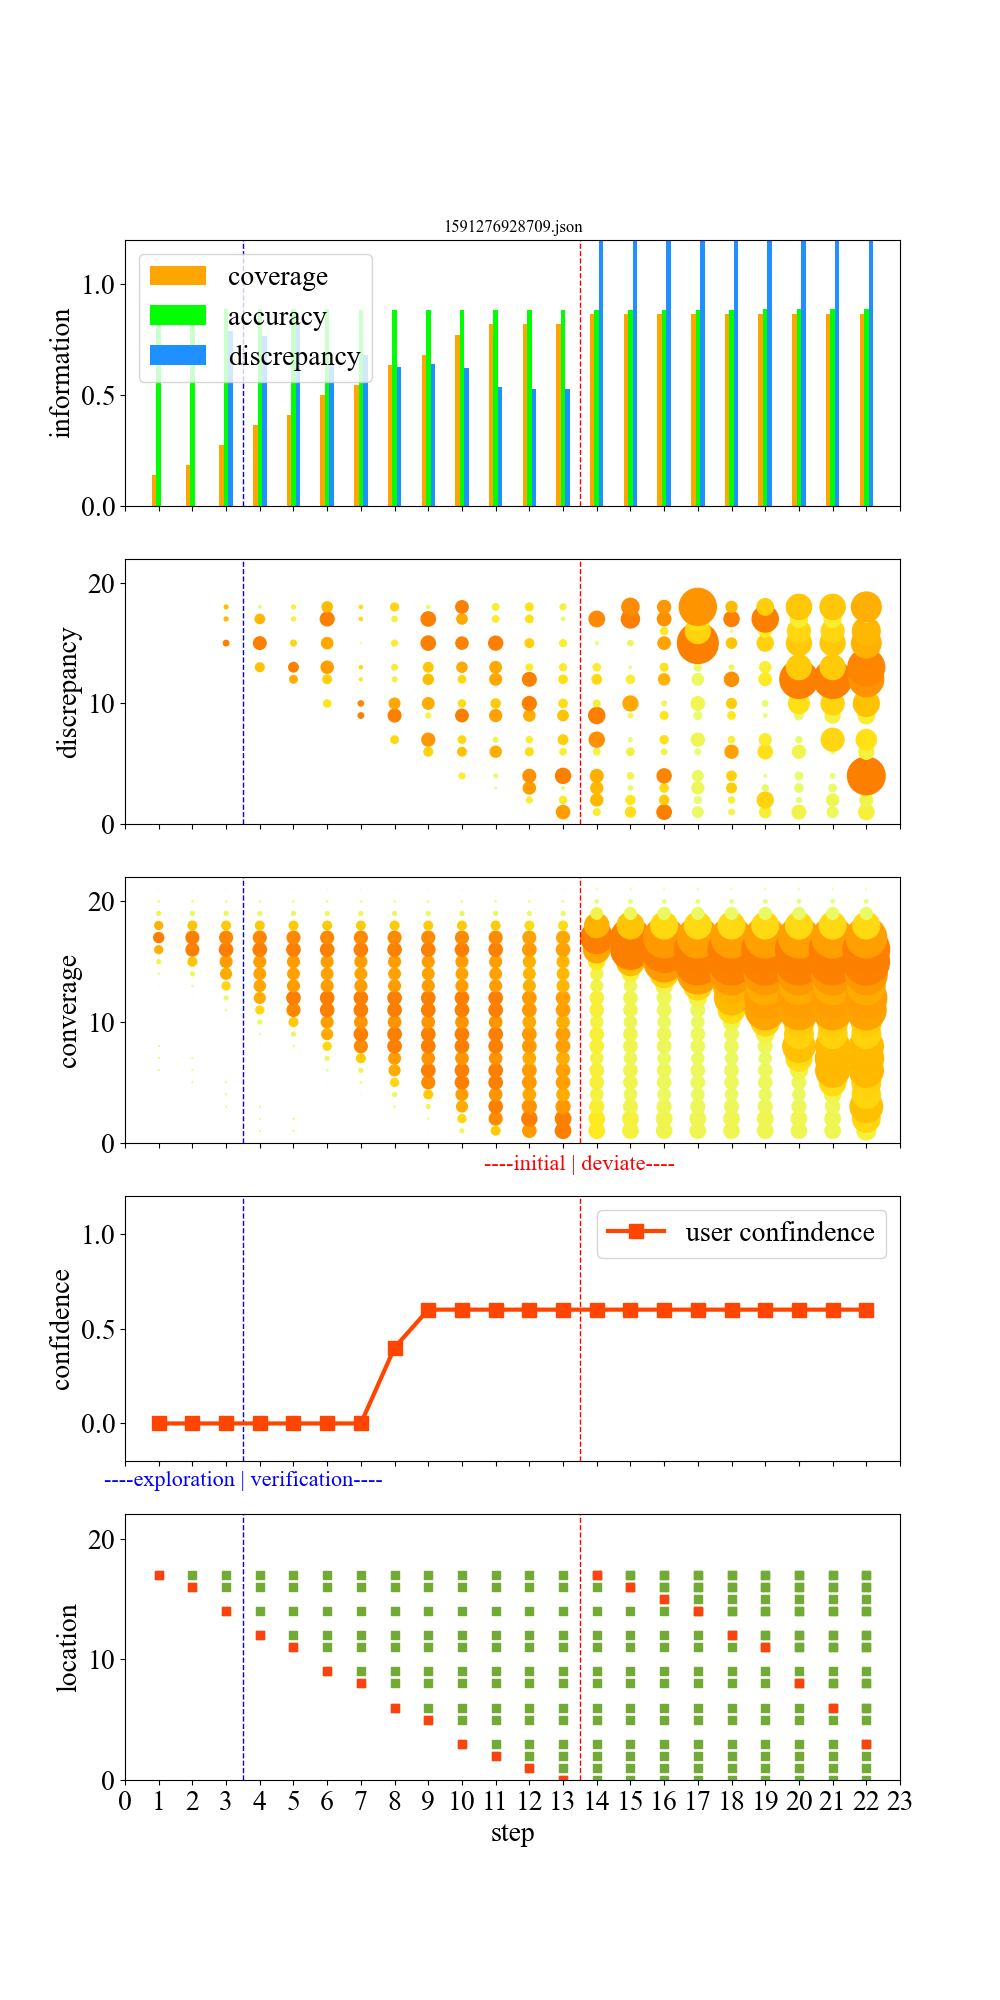 1591276928709.json
coverage
accuracy
discrepancy
1.0
0.5
0.0
information
20
10
0
discrepancy
20
10
0
converage
----initial | deviate----
user confindence
1.0
0.5
0.0
confidence
----exploration | verification----
20
10
0
location
0 1 2 3 4 5 6 7 8 9 10 11 12 13 14 15 16 17 18 19 20 21 22 23
step